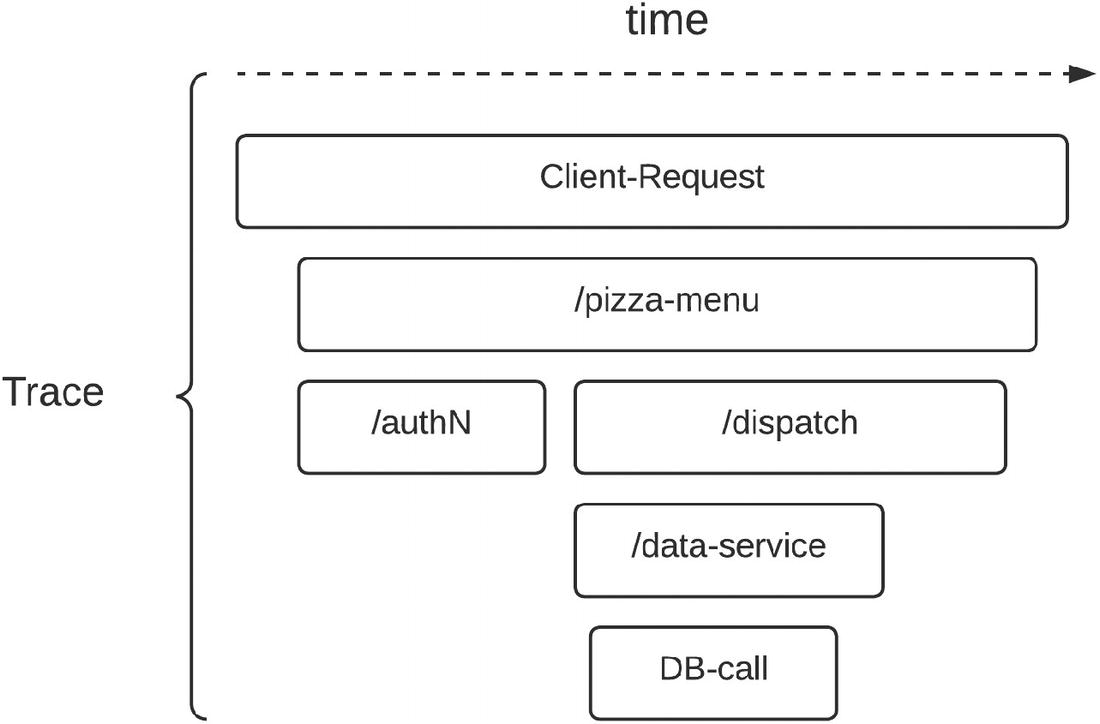 time
Client-Request
/pizza-menu
Trace
/authN
/dispatch
/data-service
DB-call